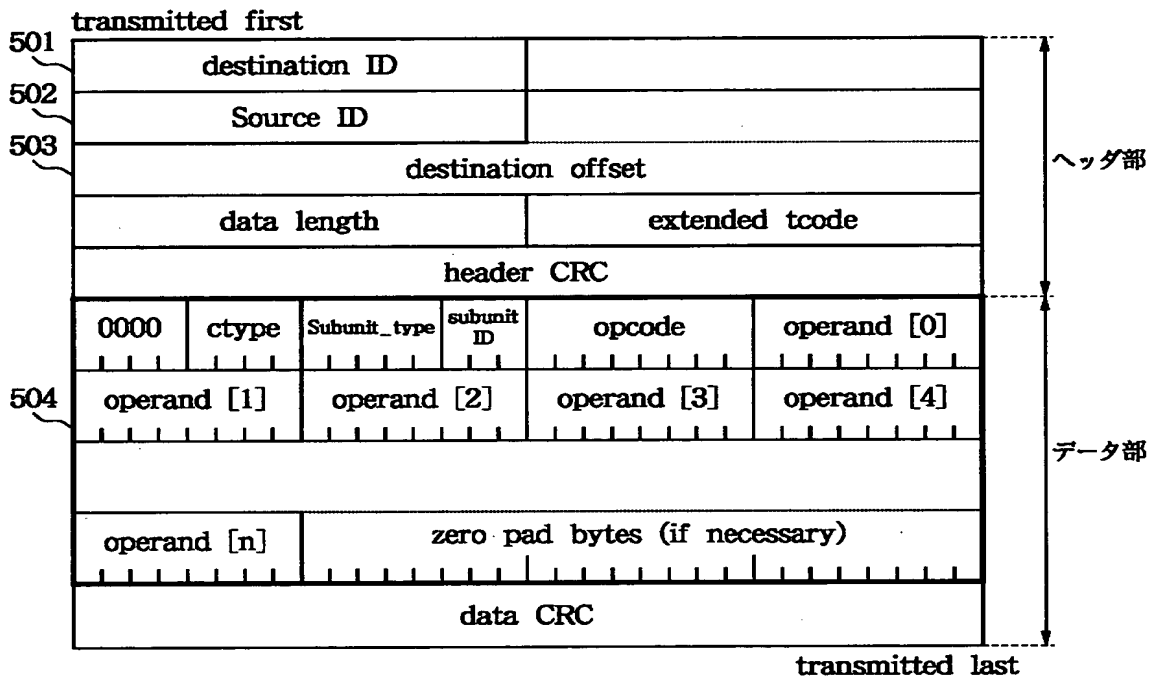 transmitted first
501
destination ID
502
Source ID
503
destination offset
ヘッダ部
data length extended tcode
header CRC
0000 ctype Subunit_type subunit ID opcode operand [0]
504
operand [1] operand [2] operand [3] operand [4]
データ部
operand [n] zero pad bytes (if necessary)
data CRC
transmitted last